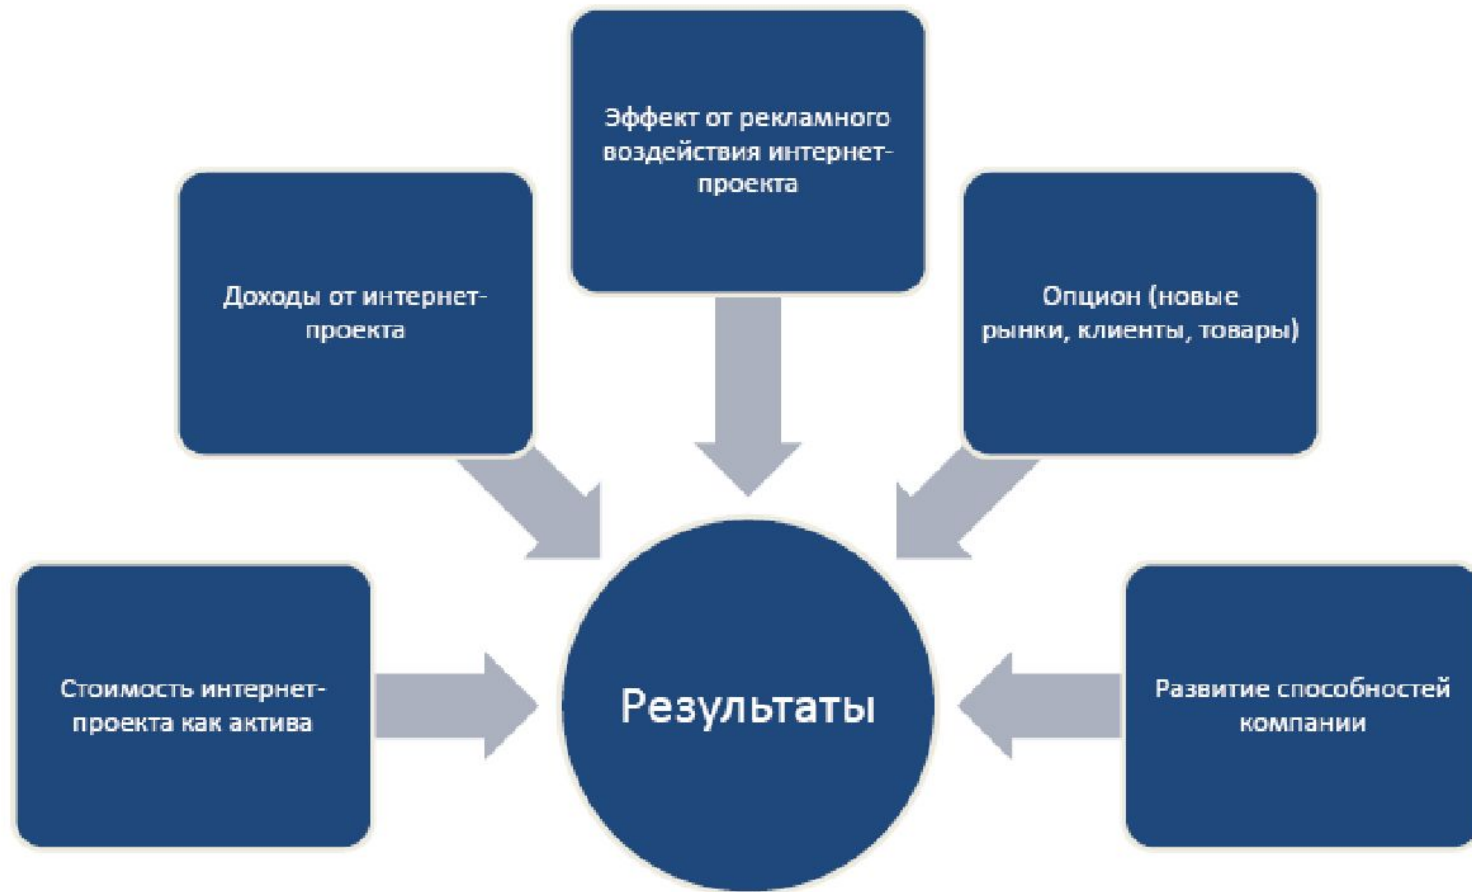 Эффект от рекламного
воздействия интернет-
проекта
Доходы от интернет-
проекта
Опцион (новые
рынки, клиенты, товары)
Стоимость интернет-
проекта как актива
Результаты
Развитие способностей
компании